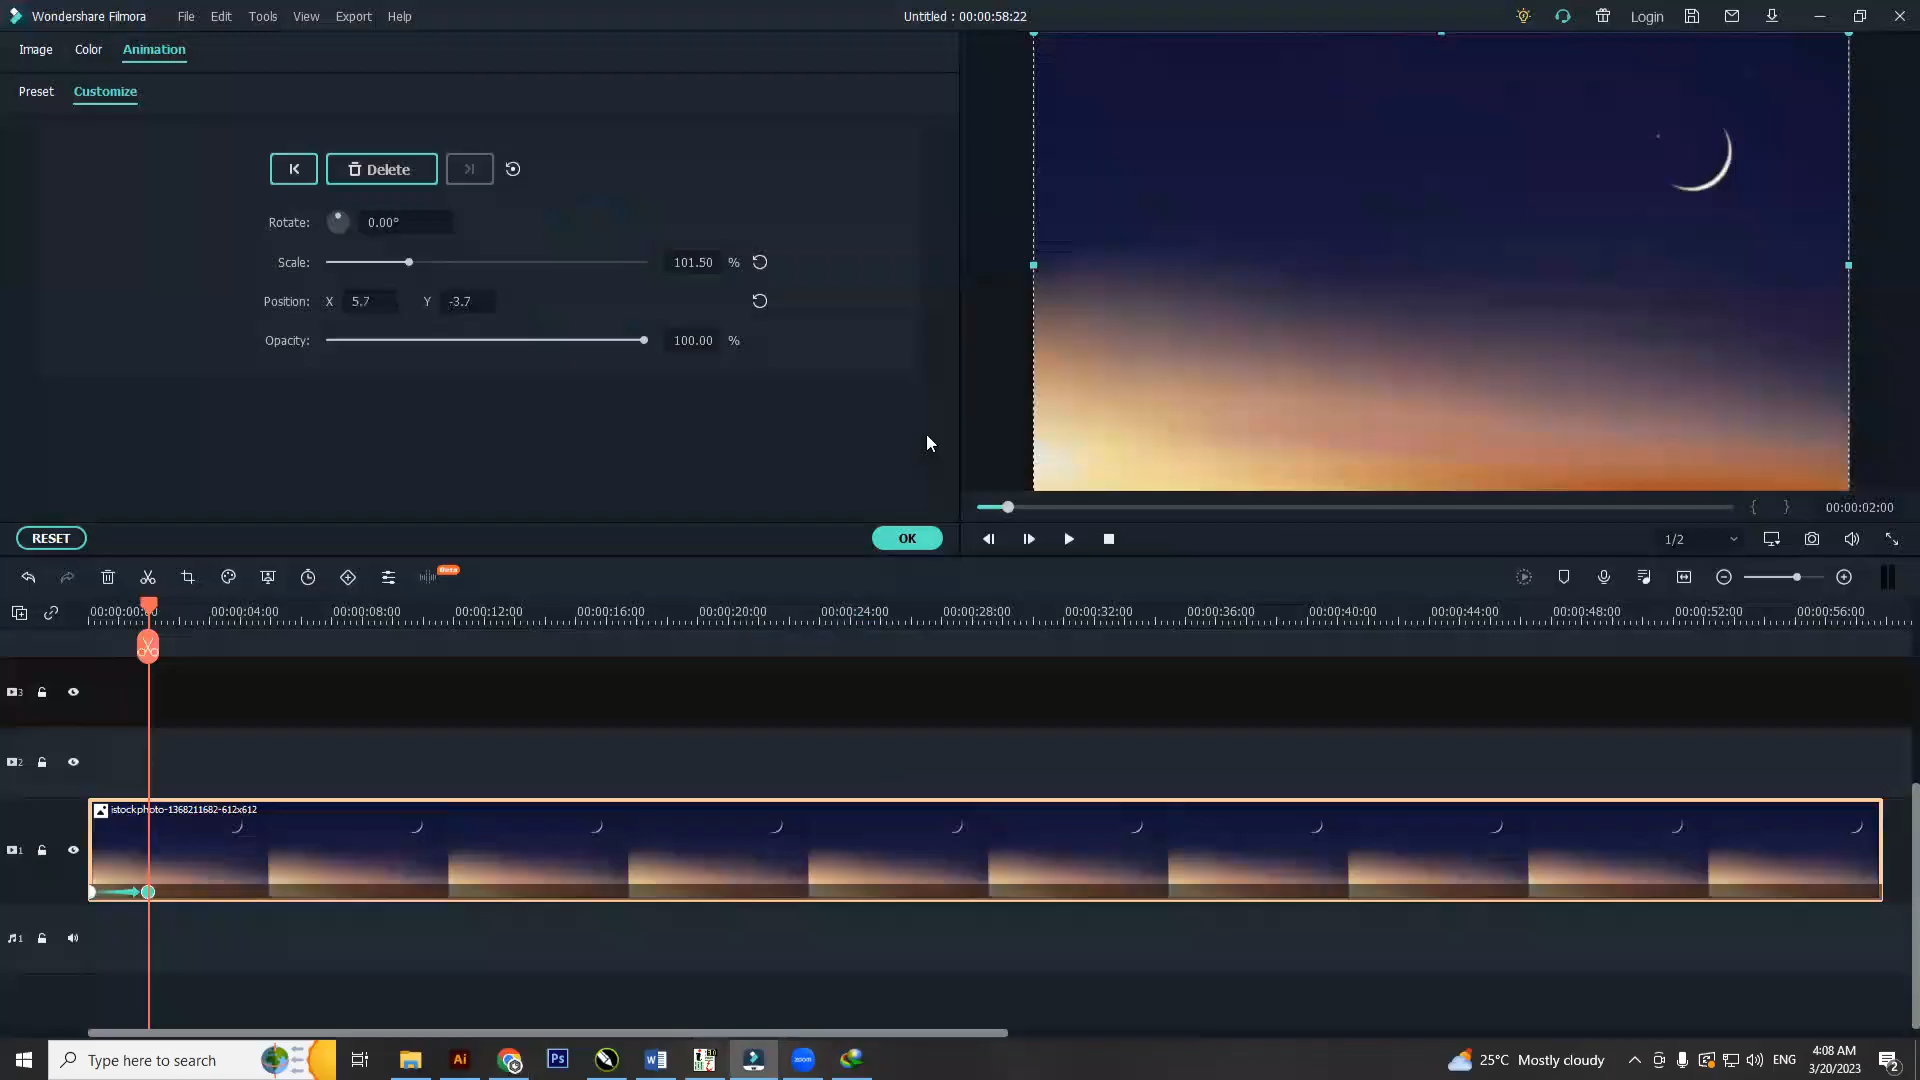 Wondershare Filmora File Edit Tools View Export Help Untitled : 00:00:58:22 Login
Image Color Animation
Preset Customize
Delete
Rotate: 0.00°
Scale: 101.50 %
Position: X 5.7 Y -3.7
Opacity: 100.00 %
{ } 00:00:02:00
RESET OK 1/2
Beta
00:00:00: 00:00:04:00 00:00:08:00 00:00:12:00 00:00:16:00 00:00:20:00 00:00:24:00 00:00:28:00 00:00:32:00 00:00:36:00 00:00:40:00 00:00:44:00 00:00:48:00 00:00:52:00 00:00:56:00
3
2
istockphoto-1368211682-612x612
1
1
Type here to search Ai Ps W zoom 25°C Mostly cloudy ENG 4:08 AM
3/20/2023 2